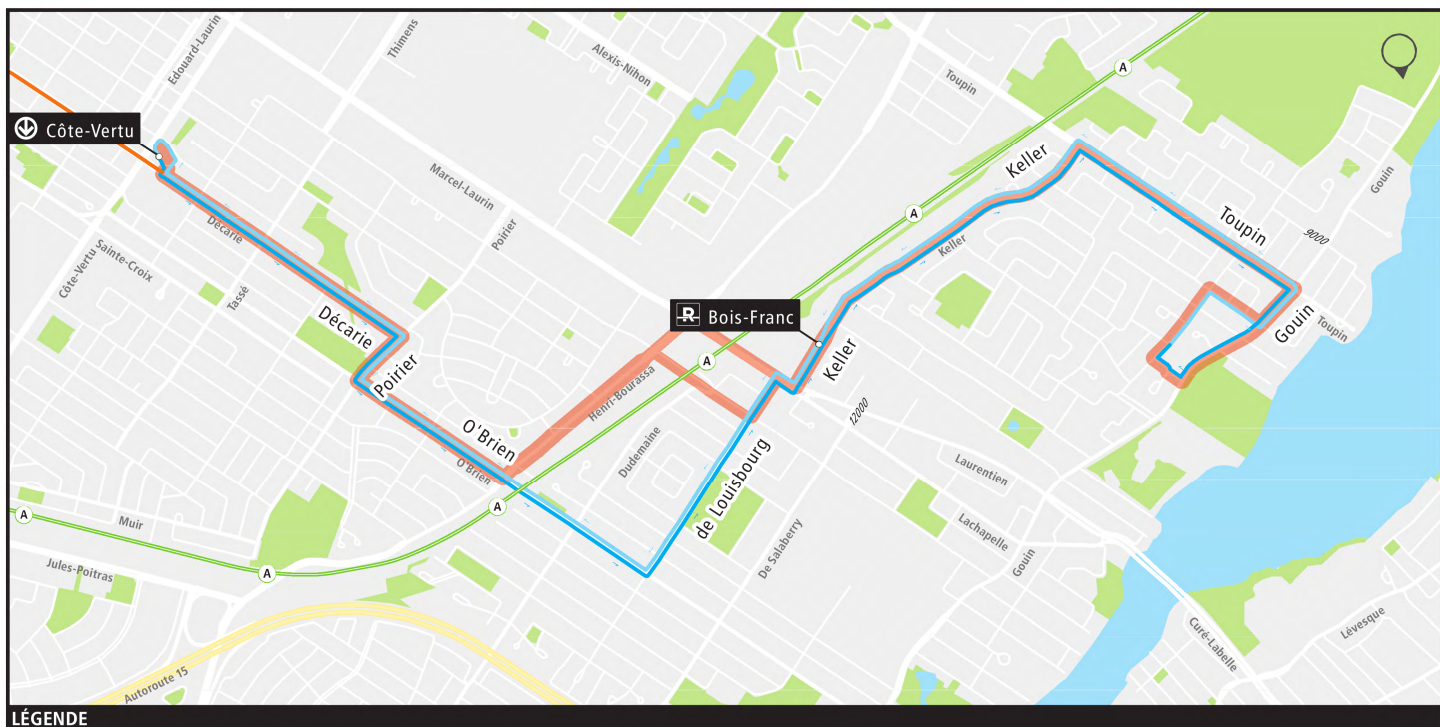 Edouard-Laurin
Thimens
Alexis-Nihon
Toupin
A
Côte-Vertu
Marcel-Laurin
Poirier
Keller
A
Gouin
Toupin
9000
Décarie
Sainte-Croix
Côte-Vertu
Tassé
Keller
R Bois-Franc
Toupin
Gouin
Décarie
Poirier
A
Keller
Henri-Bourassa
12000
O'Brien
O'Brien
Dudemaine
de Louisbourg
Laurentien
A
A
Muir
Lachapelle
De Salaberry
Gouin
Jules-Poitras
A
Curé-Labelle
Lévesque
Autoroute 15
LÉGENDE